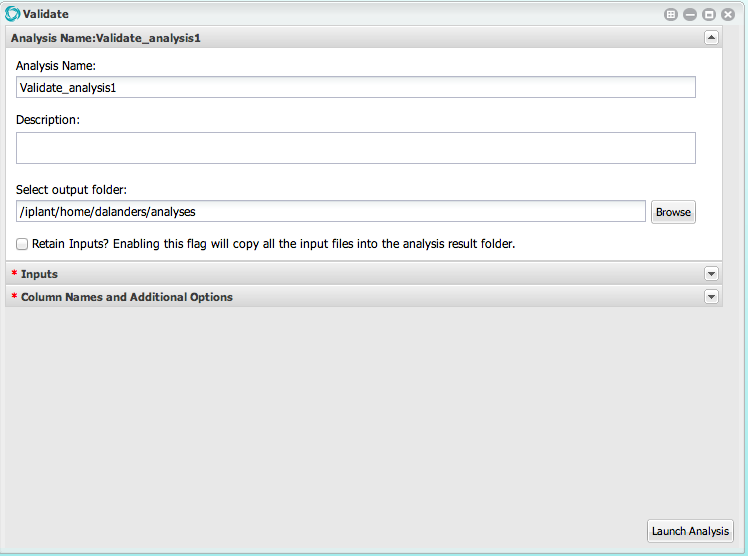 Validate
Analysis Name:Validate_analysis1
Analysis Name:
Validate_analysis1
Description:
Select output folder:
/iplant/home/dalanders/analyses
Browse
Retain Inputs? Enabling this flag will copy all the input files into the analysis result folder.
* Inputs
* Column Names and Additional Options
Launch Analysis